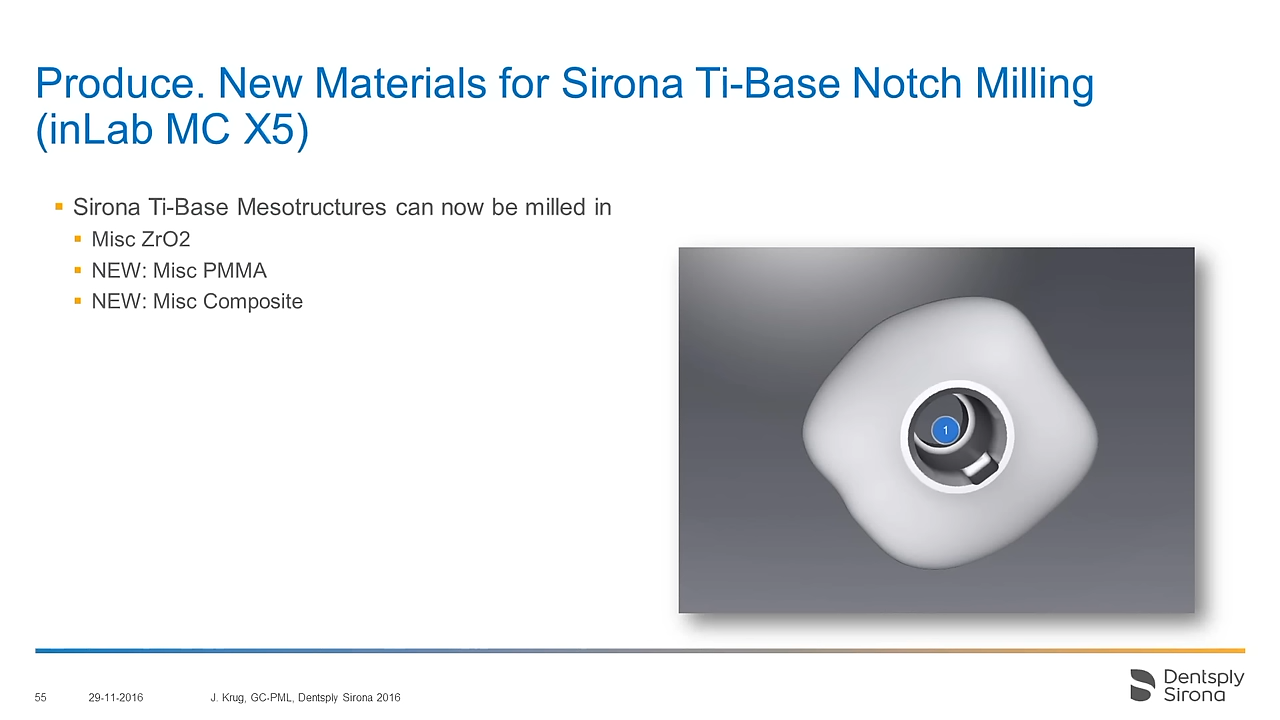 Produce. New Materials for Sirona Ti-Base Notch Milling
(inLab MC X5)
Sirona Ti-Base Mesotructures can now be milled in
Misc ZrO2
NEW: Misc PMMA
NEW: Misc Composite
1
55 29-11-2016 J. Krug, GC-PML, Dentsply Sirona 2016
Dentsply
Sirona